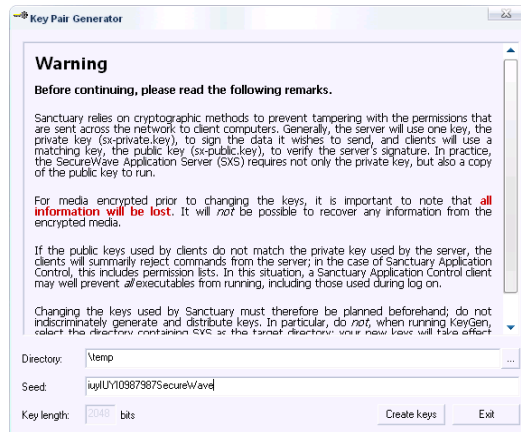 Key Pair Generator
Warning
Before continuing, please read the following remarks.
Sanctuary relies on cryptographic methods to prevent tampering with the permissions that
are sent across the network to client computers. Generally, the server will use one key, the
private key (sx-private.key), to sign the data it wishes to send, and clients will use a
matching key, the public key (sx-public.key), to verify the server's signature. In practice,
the SecureWave Application Server (SXS) requires not only the private key, but also a copy
of the public key to run.
For media encrypted prior to changing the keys, it is important to note that all
information will be lost. It will not be possible to recover any information from the
encrypted media.
If the public keys used by clients do not match the private key used by the server, the
clients will summarily reject commands from the server; in the case of Sanctuary Application
Control, this includes permission lists. In this situation, a Sanctuary Application Control client
may well prevent all executables from running, including those used during log on.
Changing the keys used by Sanctuary must therefore be planned beforehand; do not
indiscriminately generate and distribute keys. In particular, do not, when running KeyGen,
select the directory containing SXS as the target directory: your new keys will take effect
Directory: \temp ...
Seed: iuyIUY10987987SecureWave
Key length: 2048 bits Create keys Exit